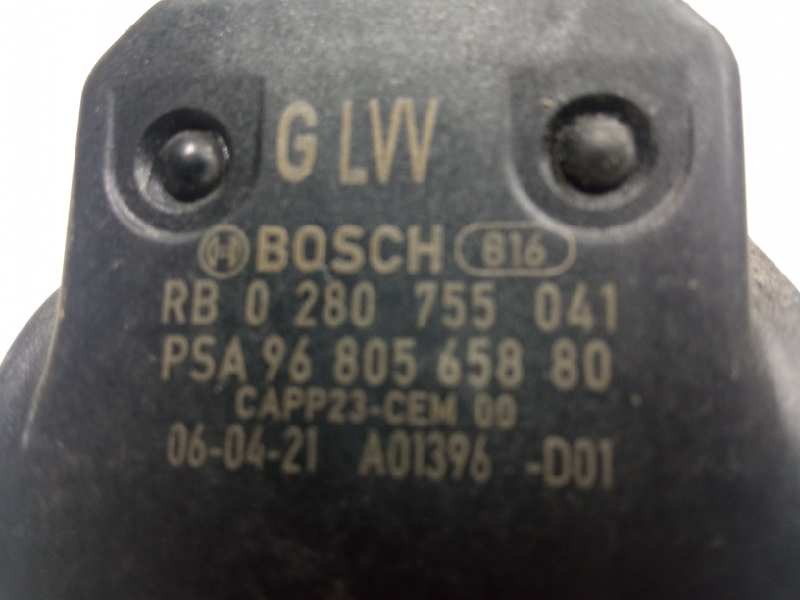 G LVV
BOSCH 816
RB 0 280 755 041
PSA 96 805 658 80
CAPP23-CEM 00
06-04-21 A01396 -D01